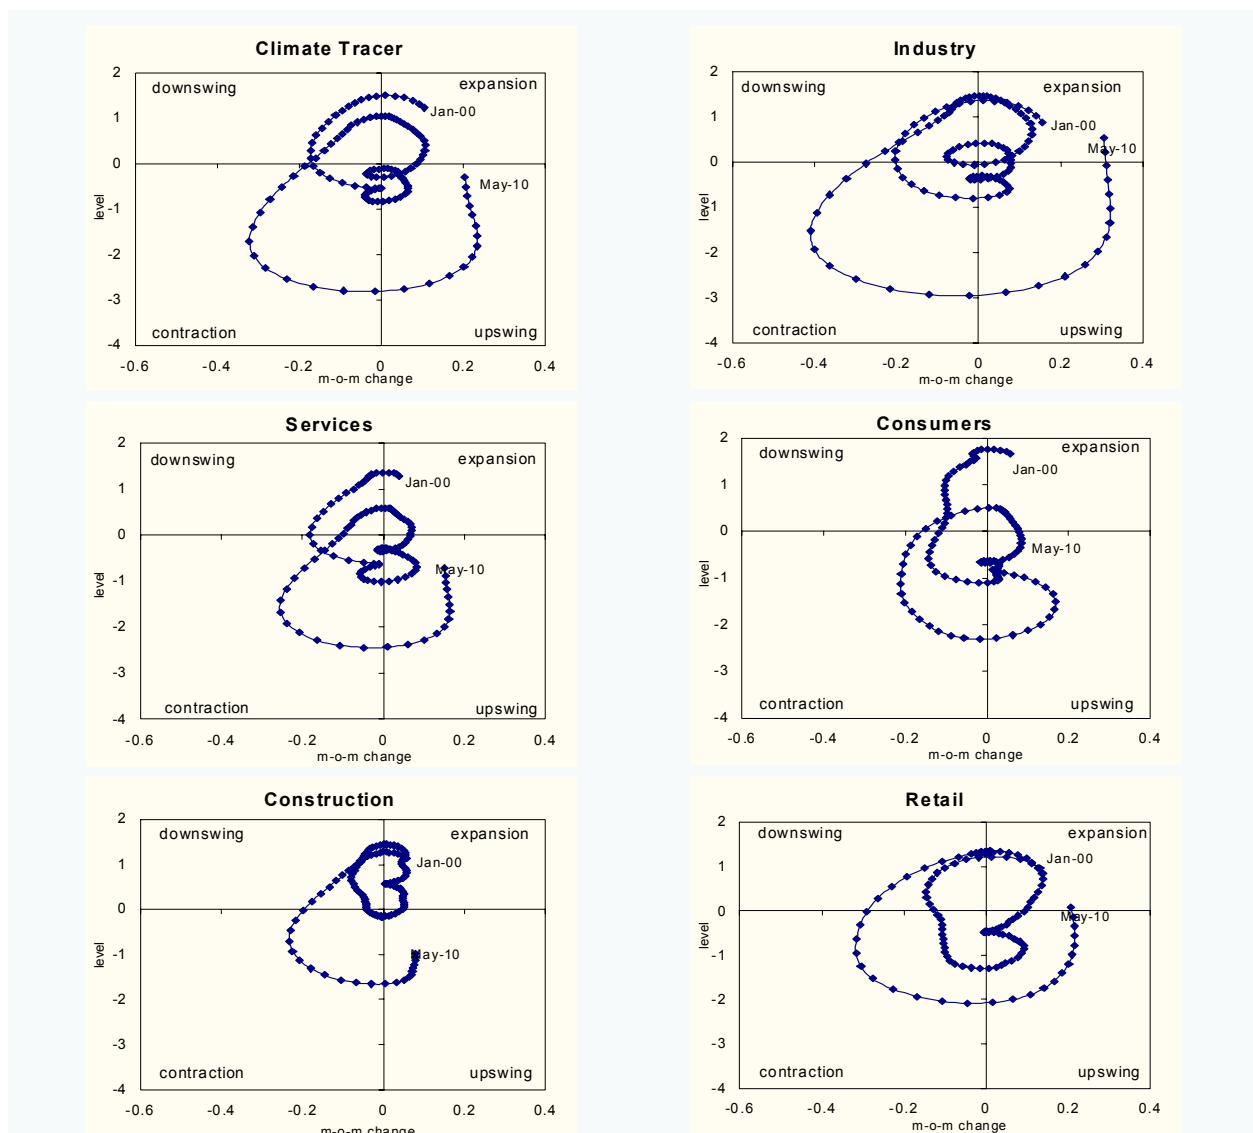 Climate Tracer
2
downswing
expansion
1
Jan-00
0
May-10
level
-1
-2
-3
contraction
upswing
-4
-0.6
-0.4
-0.2
0
0.2
0.4
m-o-m change
Industry
2
downswing
expansion
1
Jan-00
0
May-10
level
-1
-2
-3
contraction
upswing
-4
-0.6
-0.4
-0.2
0
0.2
0.4
m-o-m change
Services
2
downswing
expansion
1
Jan-00
0
May-10
level
-1
-2
-3
contraction
upswing
-4
-0.6
-0.4
-0.2
0
0.2
0.4
m-o-m change
Consumers
2
downswing
expansion
1
Jan-00
0
May-10
level
-1
-2
-3
contraction
upswing
-4
-0.6
-0.4
-0.2
0
0.2
0.4
m-o-m change
Construction
2
downswing
expansion
1
Jan-00
0
May-10
level
-1
-2
-3
contraction
upswing
-4
-0.6
-0.4
-0.2
0
0.2
0.4
m-o-m change
Retail
2
downswing
expansion
1
Jan-00
0
May-10
level
-1
-2
-3
contraction
upswing
-4
-0.6
-0.4
-0.2
0
0.2
0.4
m-o-m change